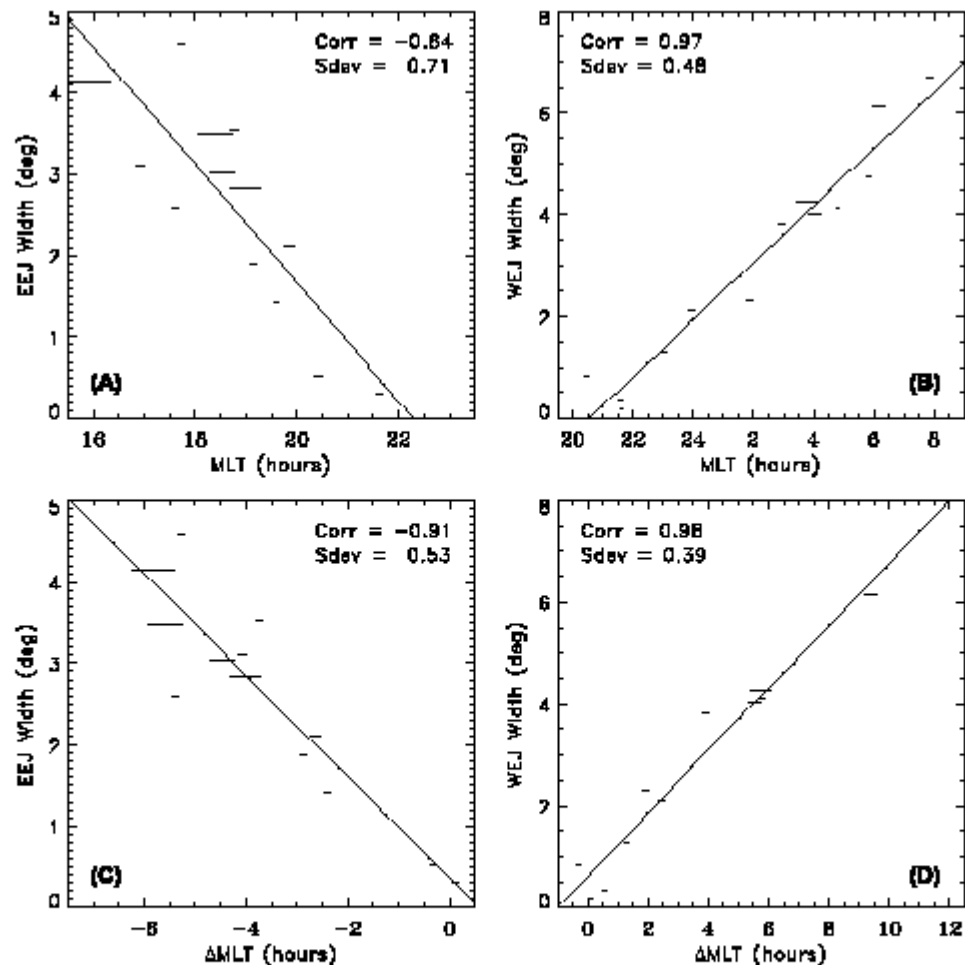 5
4
3
2
1
0
EEJ Width (deg)
Corr = -0.84
Sdev = 0.71
(A)
16 18 20 22
MLT (hours)
8
6
4
2
0
WEJ Width (deg)
Corr = 0.97
Sdev = 0.48
(B)
20 22 24 2 4 6 8
MLT (hours)
5
4
3
2
1
0
EEJ Width (deg)
Corr = -0.91
Sdev = 0.53
(C)
-6 -4 -2 0
ΔMLT (hours)
8
6
4
2
0
WEJ Width (deg)
Corr = 0.98
Sdev = 0.39
(D)
0 2 4 6 8 10 12
ΔMLT (hours)